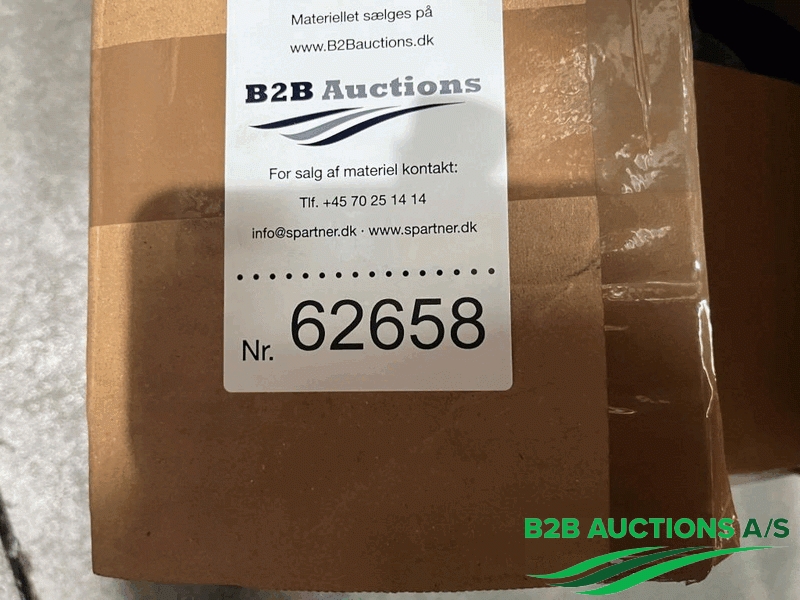 Materiellet sælges på
www.B2Bauctions.dk
B2B Auctions
For salg af materiel kontakt:
Tlf. +45 70 25 14 14
info@spartner.dk · www.spartner.dk
Nr. 62658
B2B AUCTIONS A/S